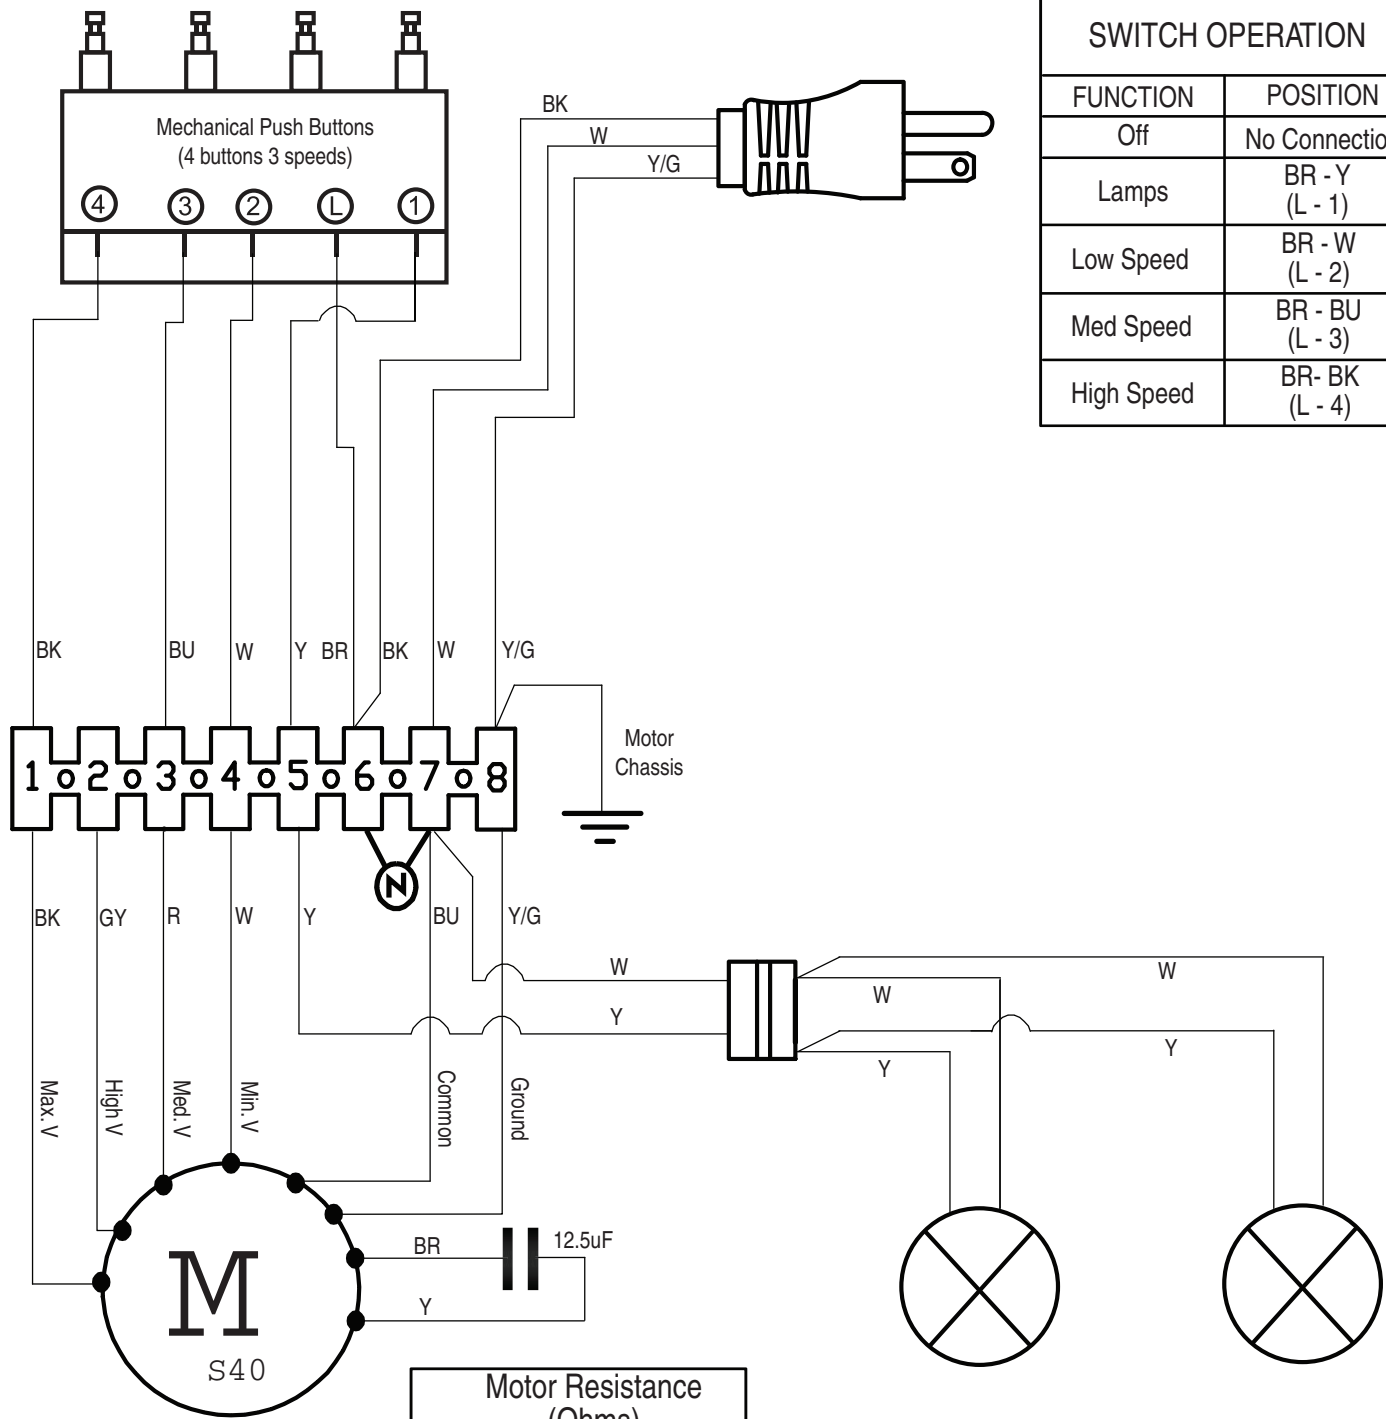 Mechanical Push Buttons
(4 buttons 3 speeds)
4 3 2 L 1
BK
W
Y/G
SWITCH OPERATION
FUNCTION POSITION
Off No Connectio
Lamps BR - Y
(L - 1)
Low Speed BR - W
(L - 2)
Med Speed BR - BU
(L - 3)
High Speed BR- BK
(L - 4)
BK BU W Y BR BK W Y/G
1 2 3 4 5 6 7 8
Motor
Chassis
N
BK GY R W Y BU Y/G
W
Y
W
W
Y
Y
Max. V
High V
Med. V
Min. V
Common
Ground
BR
12.5uF
Y
M
S40
Motor Resistance
(Ohms)